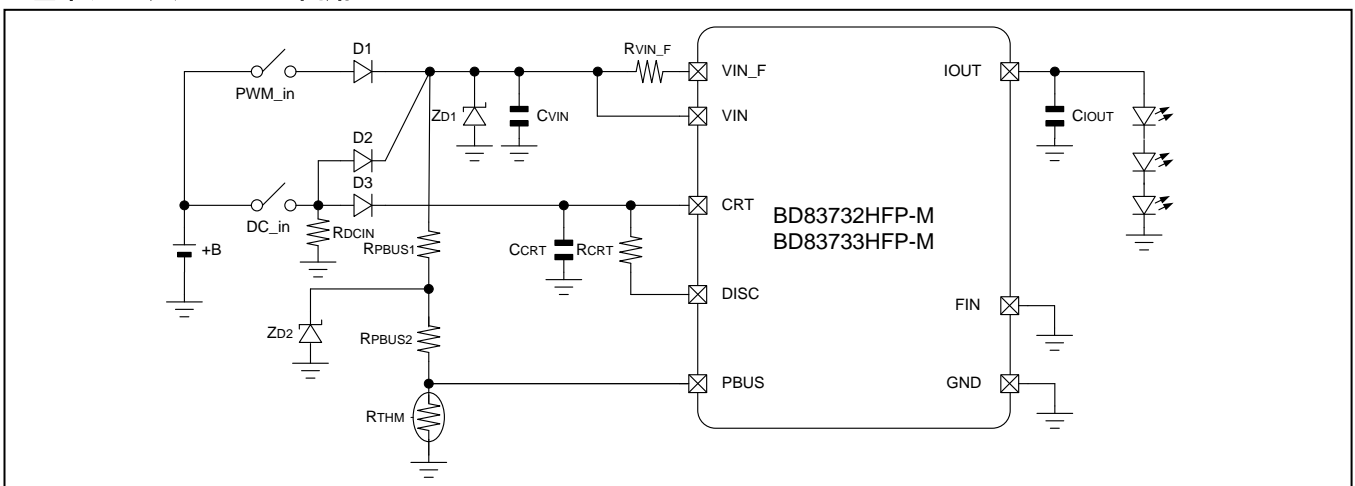 D1
PWM_in
RVIN_F
VIN_F
IOUT
ZD1
CVIN
VIN
CIOUT
D2
D3
DC_in
RDCIN
+B
RPBUS1
CCRT
RCRT
CRT
BD83732HFP-M
BD83733HFP-M
DISC
FIN
ZD2
RPBUS2
PBUS
GND
RTHM